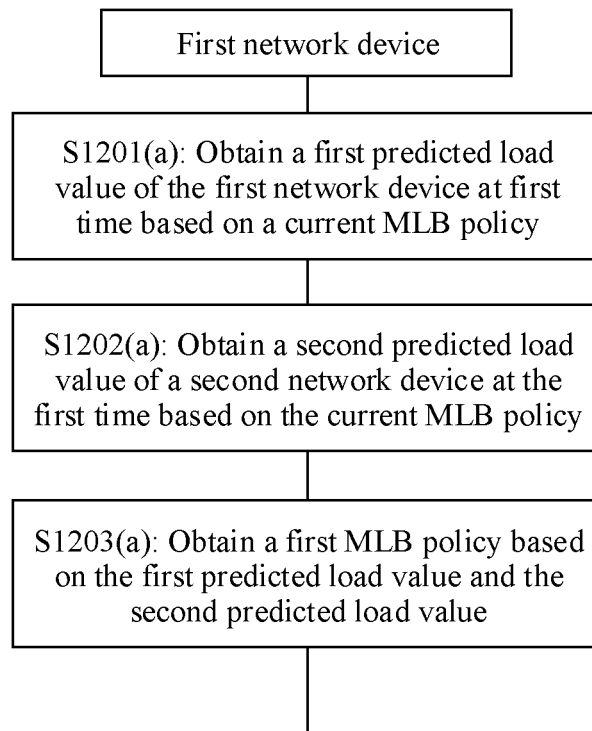 First network device
S1201(a): Obtain a first predicted load
value of the first network device at first
time based on a current MLB policy
S1202(a): Obtain a second predicted load
value of a second network device at the
first time based on the current MLB policy
S1203(a): Obtain a first MLB policy based
on the first predicted load value and the
second predicted load value